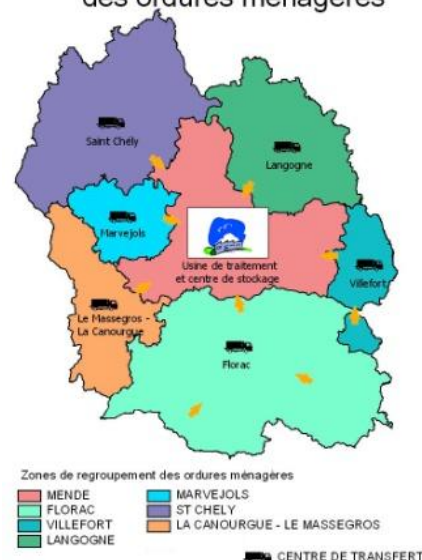 des ordures ménagères
Saint Chély
Langogne
Marvejols
Usine de traitement
et centre de stockage
Villefort
Le Massegros -
La Canourgue
Florac
Zones de regroupement des ordures ménagères
MENDE
MARVEJOLS
FLORAC
ST CHELY
VILLEFORT
LA CANOURGUE - LE MASSEGROS
LANGOGNE
CENTRE DE TRANSFERT